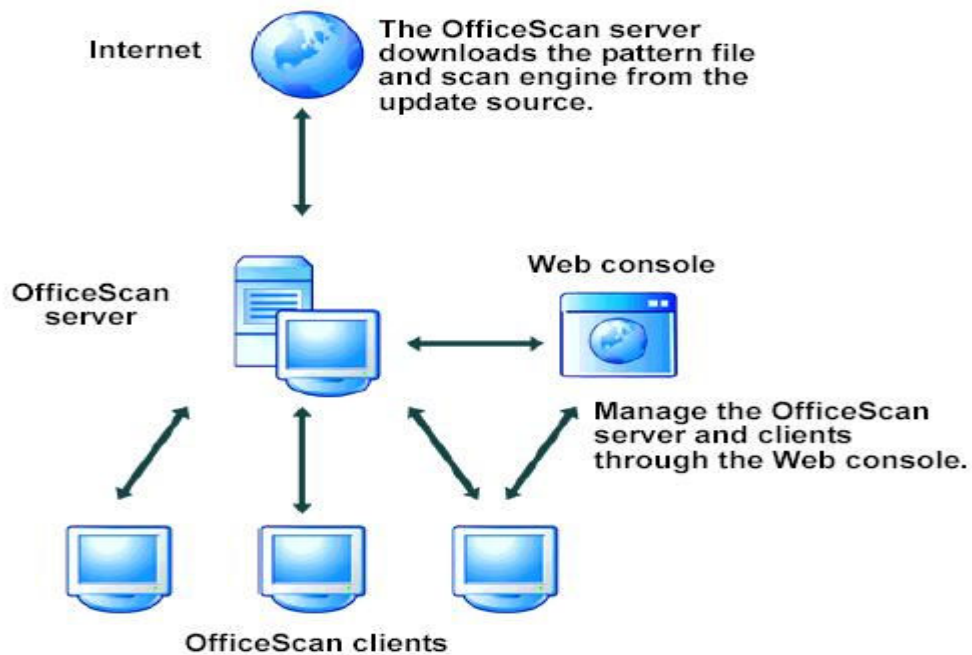 Internet
The OfficeScan server
downloads the pattern file
and scan engine from the
update source.
OfficeScan
server
Web console
Manage the OfficeScan
server and clients
through the Web console.
OfficeScan clients